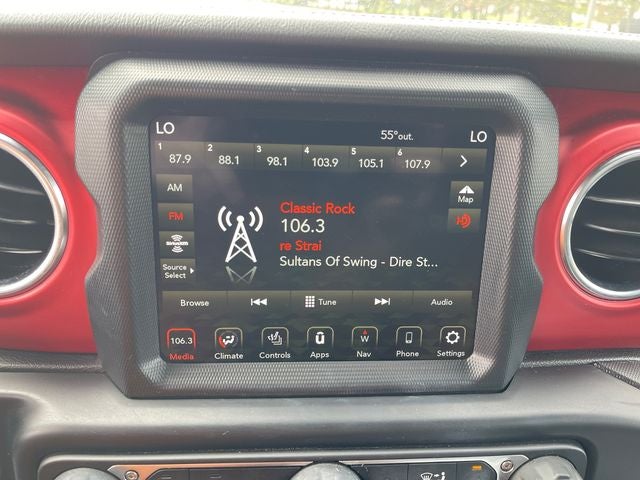 LO 55°out. LO
1 2 3 4 5 6
87.9 88.1 98.1 103.9 105.1 107.9
AM
FM
SiriusXM
Source
Select
Classic Rock
106.3
re Strai
Sultans Of Swing - Dire St...
Map
Browse Tune Audio
106.3 W
Media Climate Controls Apps Nav Phone Settings